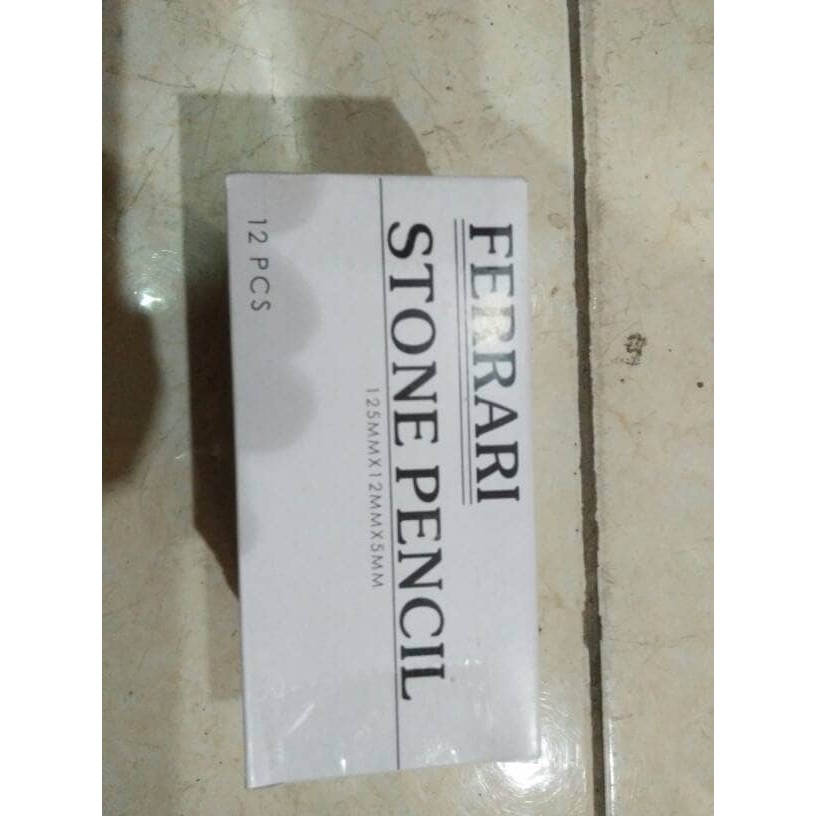 FERRARI
STONE PENCIL
125MMX12MMX5MM
12 PCS